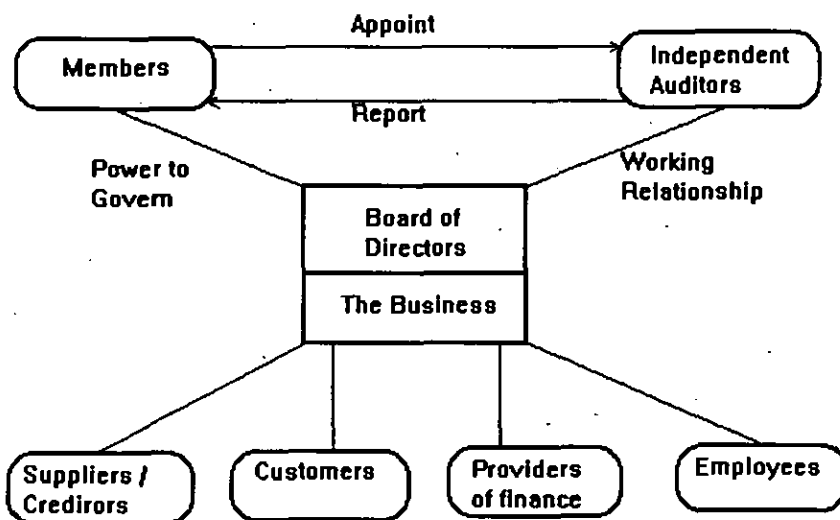 Appoint
Members
Independent
Auditors
Report
Power to
Govern
Working
Relationship
Board of
Directors
The Business
Suppliers /
Credirors
Customers
Providers
of finance
Employees